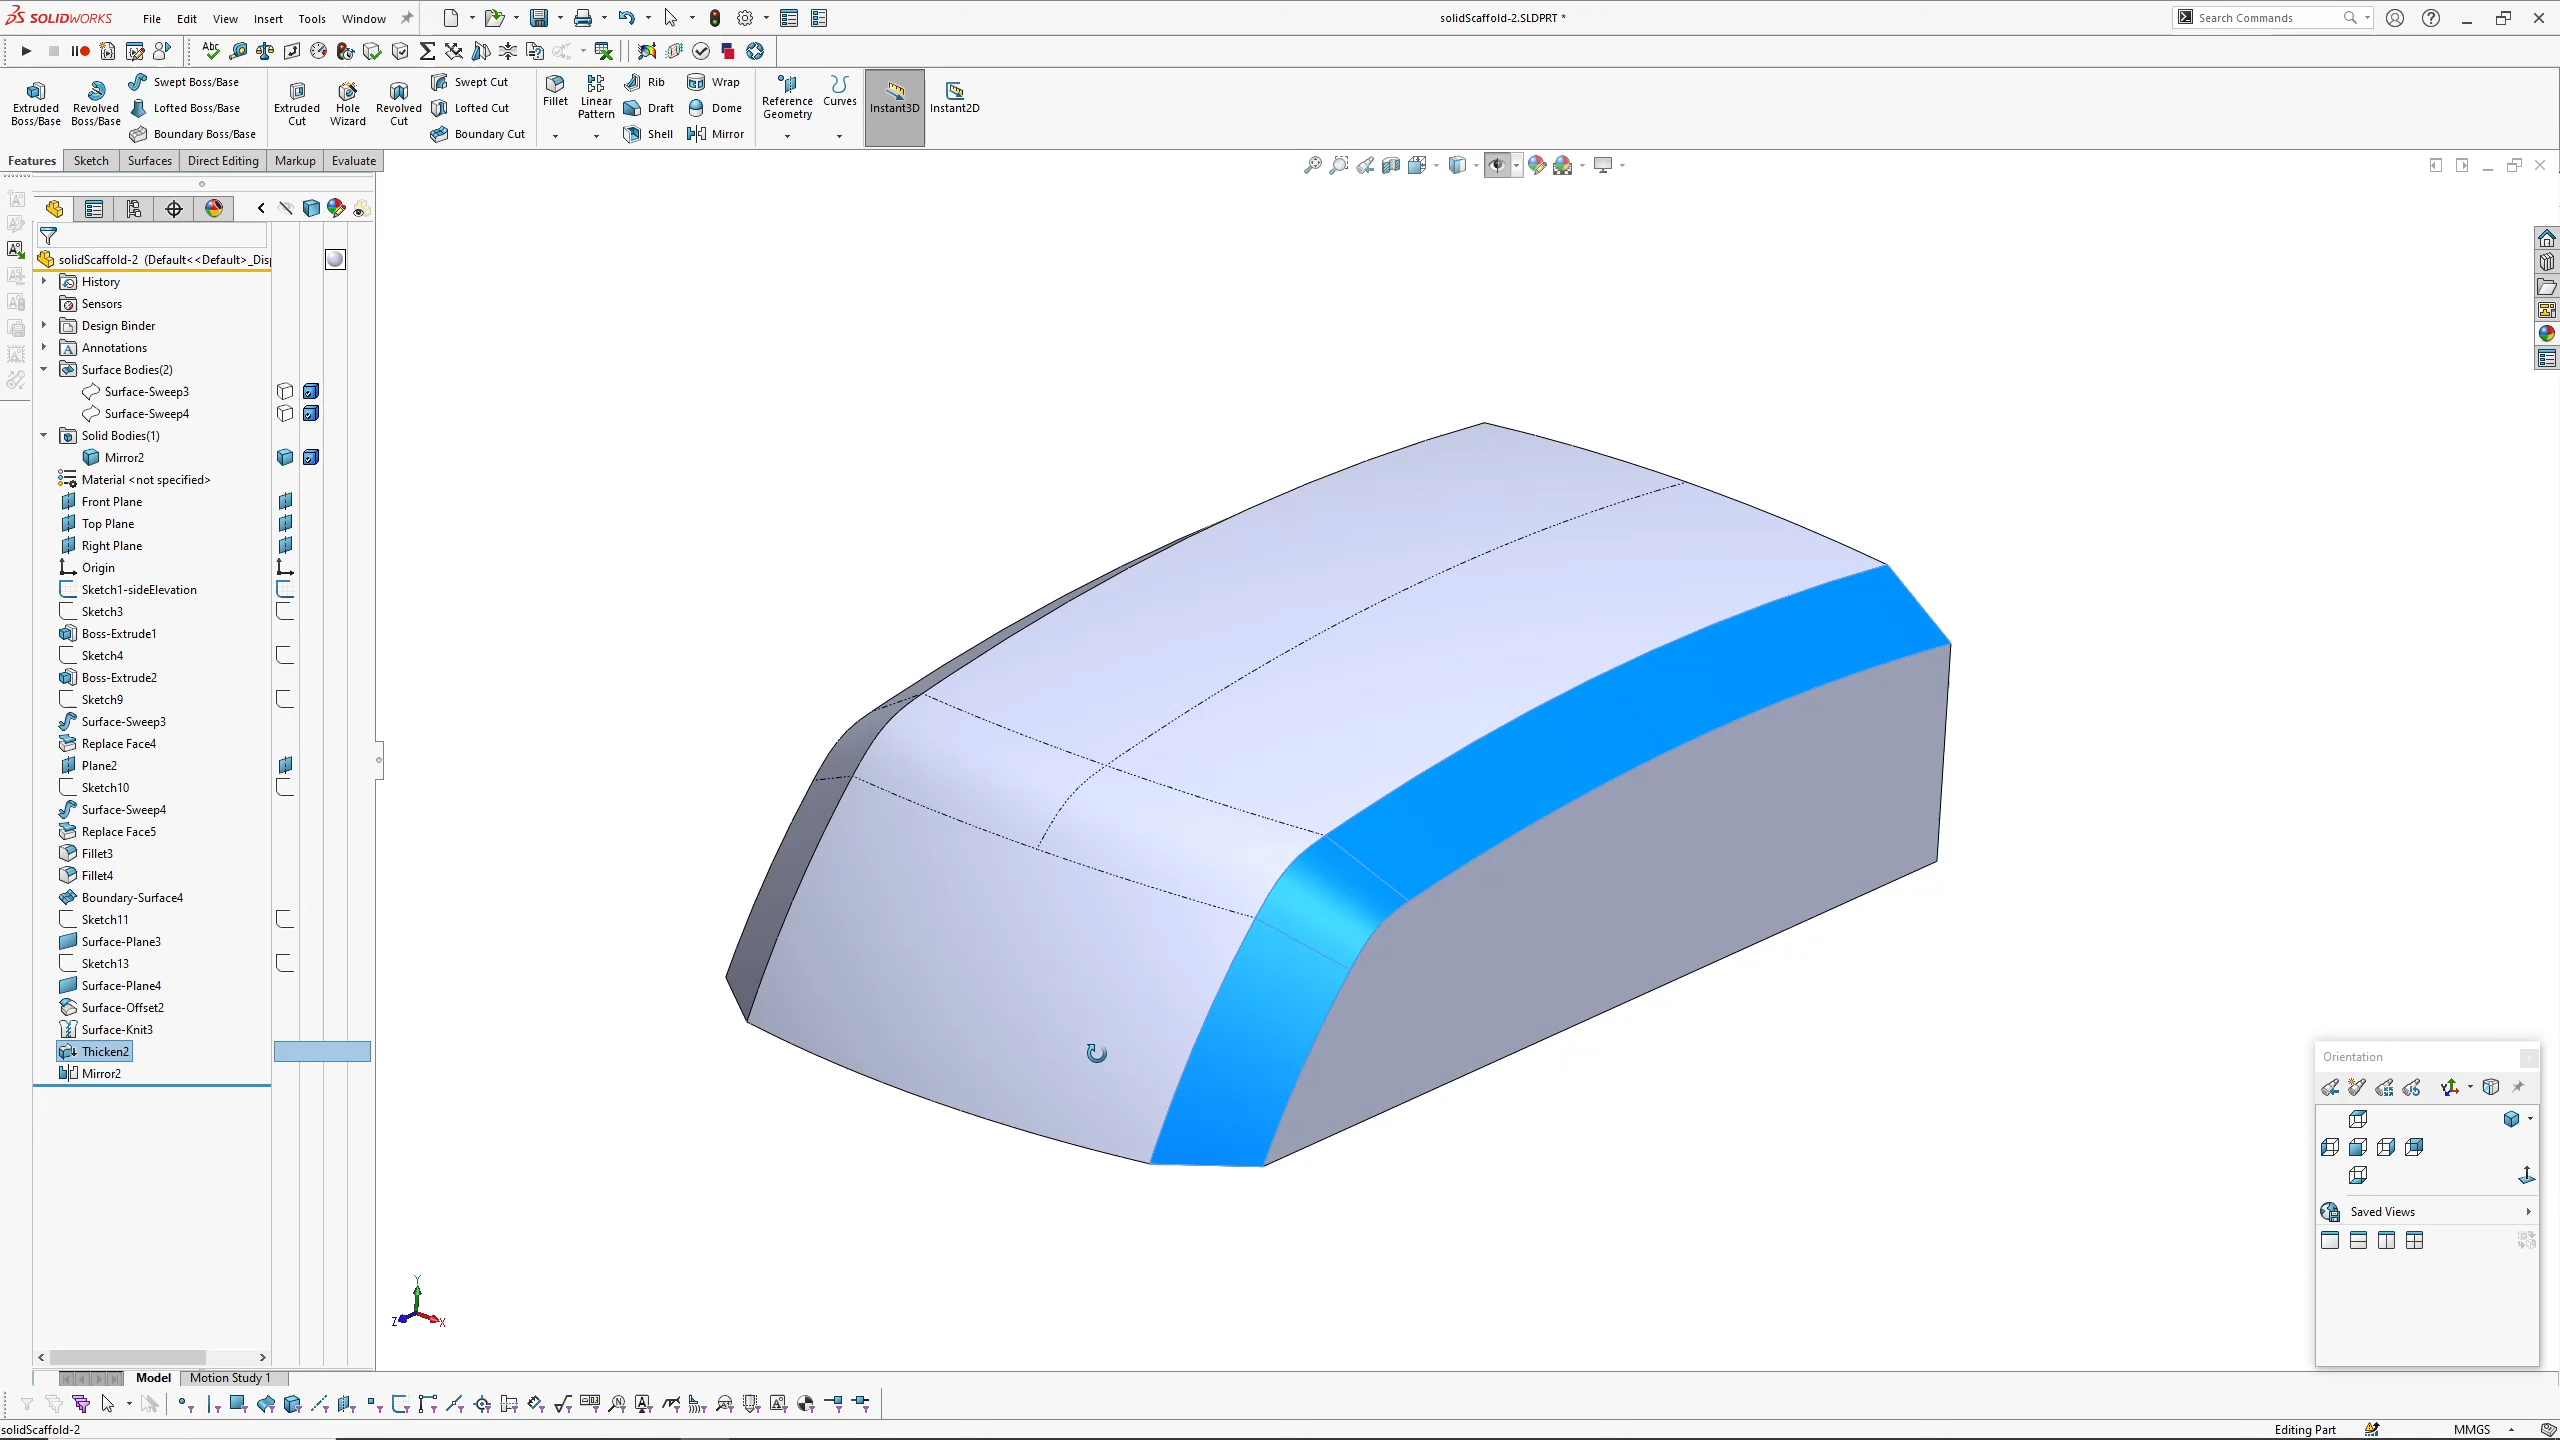 SOLIDWORKS File Edit View Insert Tools Window solidScaffold-2.SLDPRT * Search Commands
Extruded Boss/Base
Revolved Boss/Base
Swept Boss/Base
Lofted Boss/Base
Boundary Boss/Base
Extruded Cut
Hole Wizard
Revolved Cut
Swept Cut
Lofted Cut
Boundary Cut
Fillet
Linear Pattern
Rib
Draft
Shell
Wrap
Dome
Mirror
Reference Geometry
Curves
Instant3D
Instant2D
Features Sketch Surfaces Direct Editing Markup Evaluate
solidScaffold-2 (Default<<Default>_Disp
History
Sensors
Design Binder
Annotations
Surface Bodies(2)
Surface-Sweep3
Surface-Sweep4
Solid Bodies(1)
Mirror2
Material <not specified>
Front Plane
Top Plane
Right Plane
Origin
Sketch1-sideElevation
Sketch3
Boss-Extrude1
Sketch4
Boss-Extrude2
Sketch9
Surface-Sweep3
Replace Face4
Plane2
Sketch10
Surface-Sweep4
Replace Face5
Fillet3
Fillet4
Boundary-Surface4
Sketch11
Surface-Plane3
Sketch13
Surface-Plane4
Surface-Offset2
Surface-Knit3
Thicken2
Mirror2
Orientation
Saved Views
Y
Z
X
Model Motion Study 1
solidScaffold-2 Editing Part MMGS